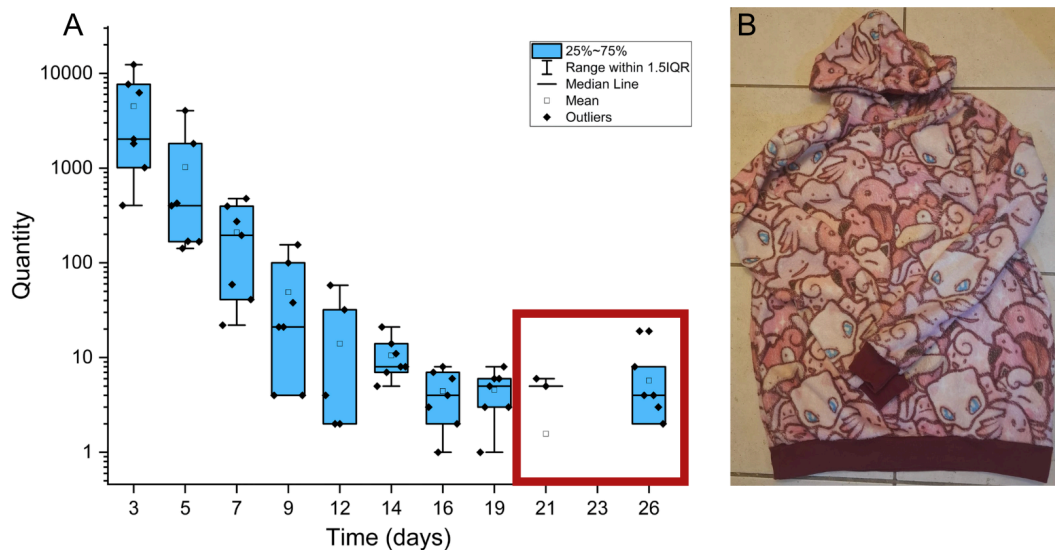 A
B
25%~75%
Range within 1.5IQR
Median Line
Mean
Outliers
10000
1000
100
10
1
Quantity
3 5 7 9 12 14 16 19 21 23 26
Time (days)